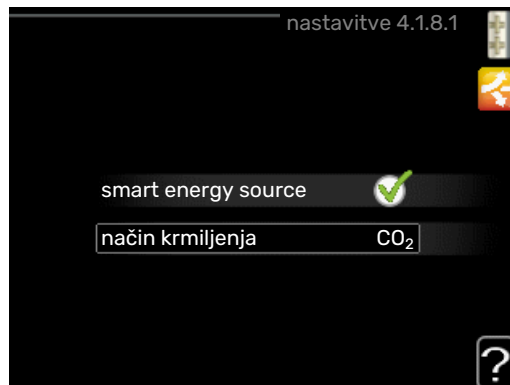 nastavitve 4.1.8.1
smart energy source
način krmiljenja CO₂
?